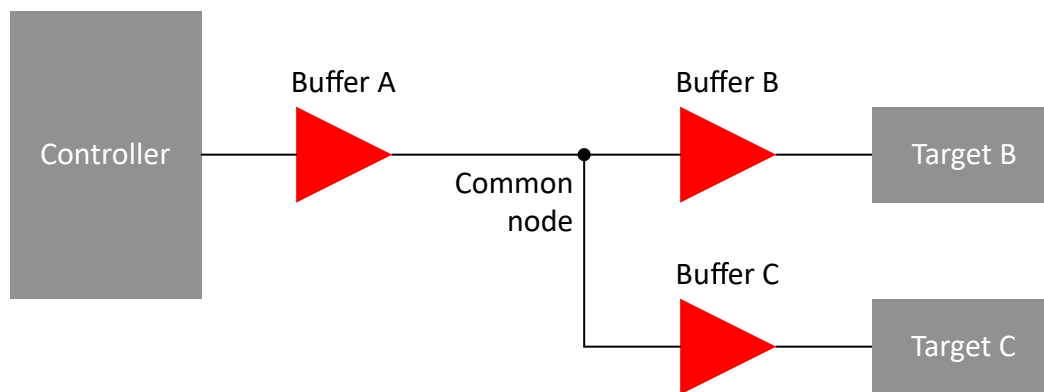 Buffer A
Buffer B
Controller
Target B
Common
node
Buffer C
Target C